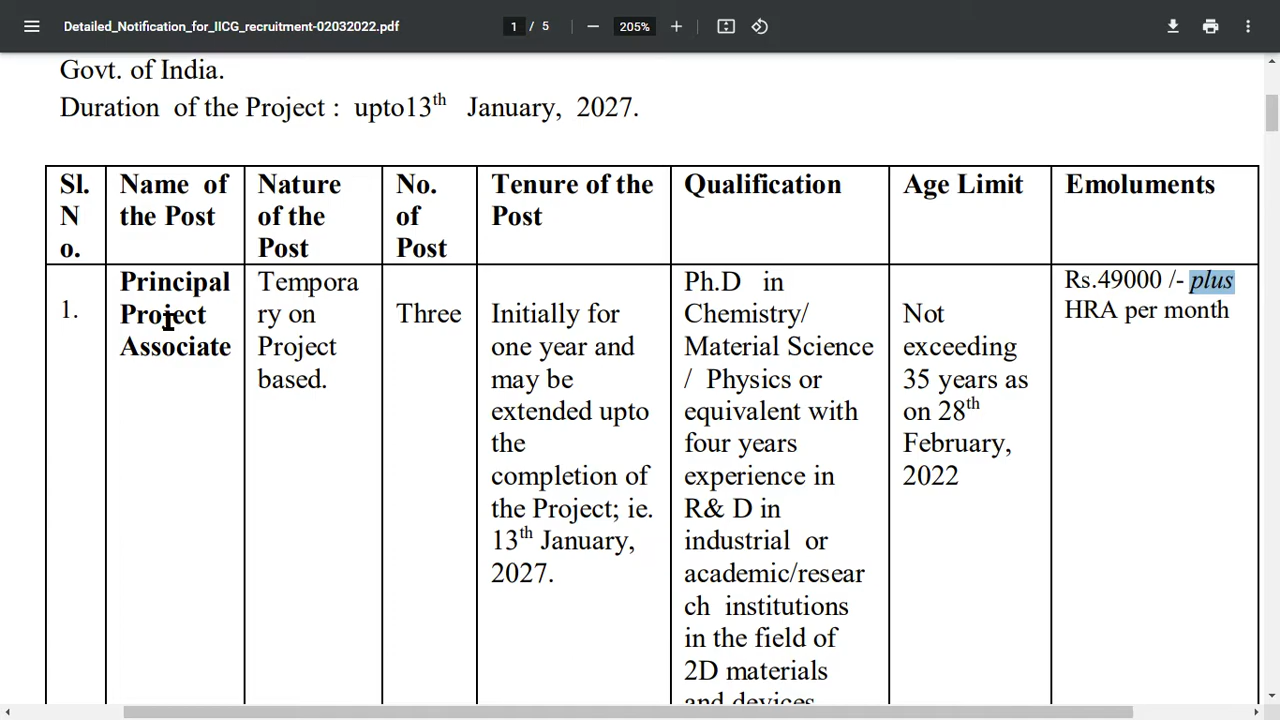 Detailed_Notification_for_IICG_recruitment-02032022.pdf
1 / 5
205%
Govt. of India.
Duration of the Project : upto13th January, 2027.
Sl.
N
o.
Name of
the Post
Nature
of the
Post
No.
of
Post
Tenure of the
Post
Qualification
Age Limit
Emoluments
1.
Principal
Project
Associate
Tempora
ry on
Project
based.
Three
Initially for
one year and
may be
extended upto
the
completion of
the Project; ie.
13th January,
2027.
Ph.D in
Chemistry/
Material Science
/ Physics or
equivalent with
four years
experience in
R& D in
industrial or
academic/resear
ch institutions
in the field of
2D materials
and devices
Not
exceeding
35 years as
on 28th
February,
2022
Rs.49000 /- plus
HRA per month